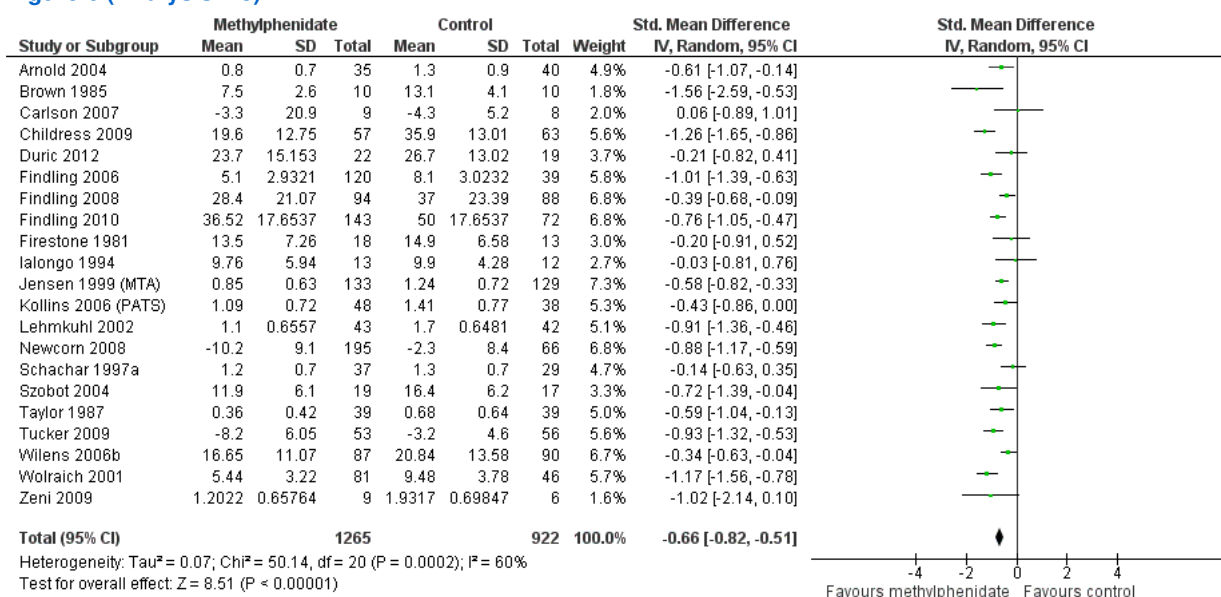 Methylphenidate Control Std. Mean Difference Std. Mean Difference
Study or Subgroup Mean SD Total Mean SD Total Weight IV, Random, 95% CI IV, Random, 95% CI
Arnold 2004 0.8 0.7 35 1.3 0.9 40 4.9% -0.61 [-1.07, -0.14]
Brown 1985 7.5 2.6 10 13.1 4.1 10 1.8% -1.56 [-2.59, -0.53]
Carlson 2007 -3.3 20.9 9 -4.3 5.2 8 2.0% 0.06 [-0.89, 1.01]
Childress 2009 19.6 12.75 57 35.9 13.01 63 5.6% -1.26 [-1.65, -0.86]
Duric 2012 23.7 15.153 22 26.7 13.02 19 3.7% -0.21 [-0.82, 0.41]
Findling 2006 5.1 2.9321 120 8.1 3.0232 39 5.8% -1.01 [-1.39, -0.63]
Findling 2008 28.4 21.07 94 37 23.39 88 6.7% -0.39 [-0.68, -0.09]
Findling 2010 36.52 17.6537 143 50 17.6537 72 6.8% -0.76 [-1.05, -0.47]
Firestone 1981 13.5 7.26 18 14.9 6.58 13 3.0% -0.20 [-0.91, 0.52]
Ialongo 1994 9.76 5.94 13 9.9 4.28 12 2.7% -0.03 [-0.81, 0.76]
Jensen 1999 (MTA) 0.85 0.63 133 1.24 0.72 129 7.3% -0.58 [-0.82, -0.33]
Kollins 2006 (PATS) 1.09 0.72 48 1.41 0.77 38 5.3% -0.43 [-0.86, 0.00]
Lehmkuhl 2002 1.1 0.6557 43 1.7 0.6481 42 5.1% -0.91 [-1.36, -0.46]
Newcorn 2008 -10.2 9.1 195 -2.3 8.4 66 6.8% -0.88 [-1.17, -0.59]
Schachar 1997a 1.2 0.7 37 1.3 0.7 29 4.7% -0.14 [-0.63, 0.35]
Szobot 2004 11.9 6.1 19 16.4 6.2 17 3.3% -0.72 [-1.39, -0.04]
Taylor 1987 0.36 0.42 39 0.68 0.64 39 5.0% -0.59 [-1.04, -0.13]
Tucker 2009 -8.2 6.05 53 -3.2 4.6 56 5.6% -0.93 [-1.32, -0.53]
Wilens 2006b 16.65 11.07 87 20.84 13.58 90 6.7% -0.34 [-0.63, -0.04]
Wolraich 2001 5.44 3.22 81 9.48 3.78 46 5.7% -1.17 [-1.56, -0.78]
Zeni 2009 1.2022 0.65764 9 1.9317 0.69847 6 1.6% -1.02 [-2.14, 0.10]
Total (95% CI) 1265 922 100.0% -0.66 [-0.82, -0.51]
Heterogeneity: Tau² = 0.07; Chi² = 50.14, df = 20 (P = 0.0002); I² = 60%
Test for overall effect: Z = 8.51 (P < 0.00001)
-4 -2 0 2 4
Favours methylphenidate Favours control